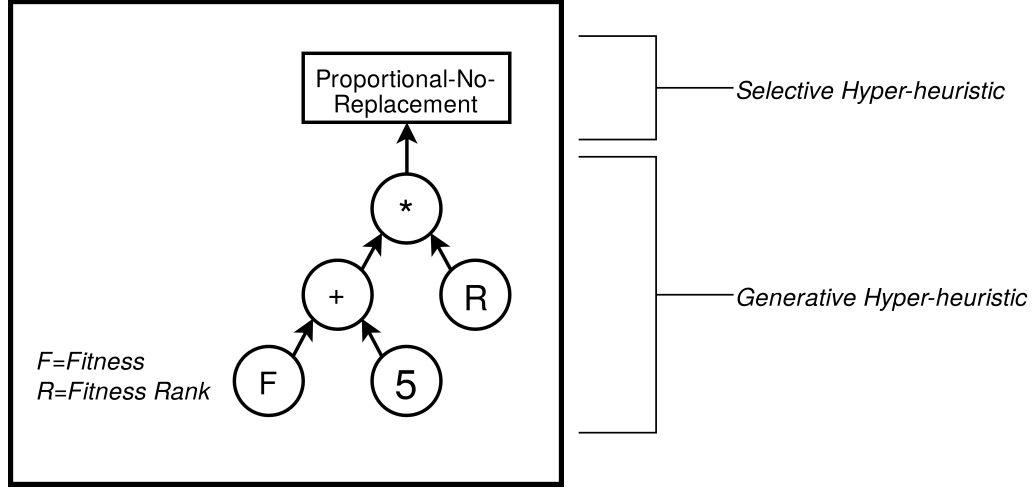 Proportional-No-
Replacement
Selective Hyper-heuristic
*
+
R
Generative Hyper-heuristic
F=Fitness
R=Fitness Rank
F
5